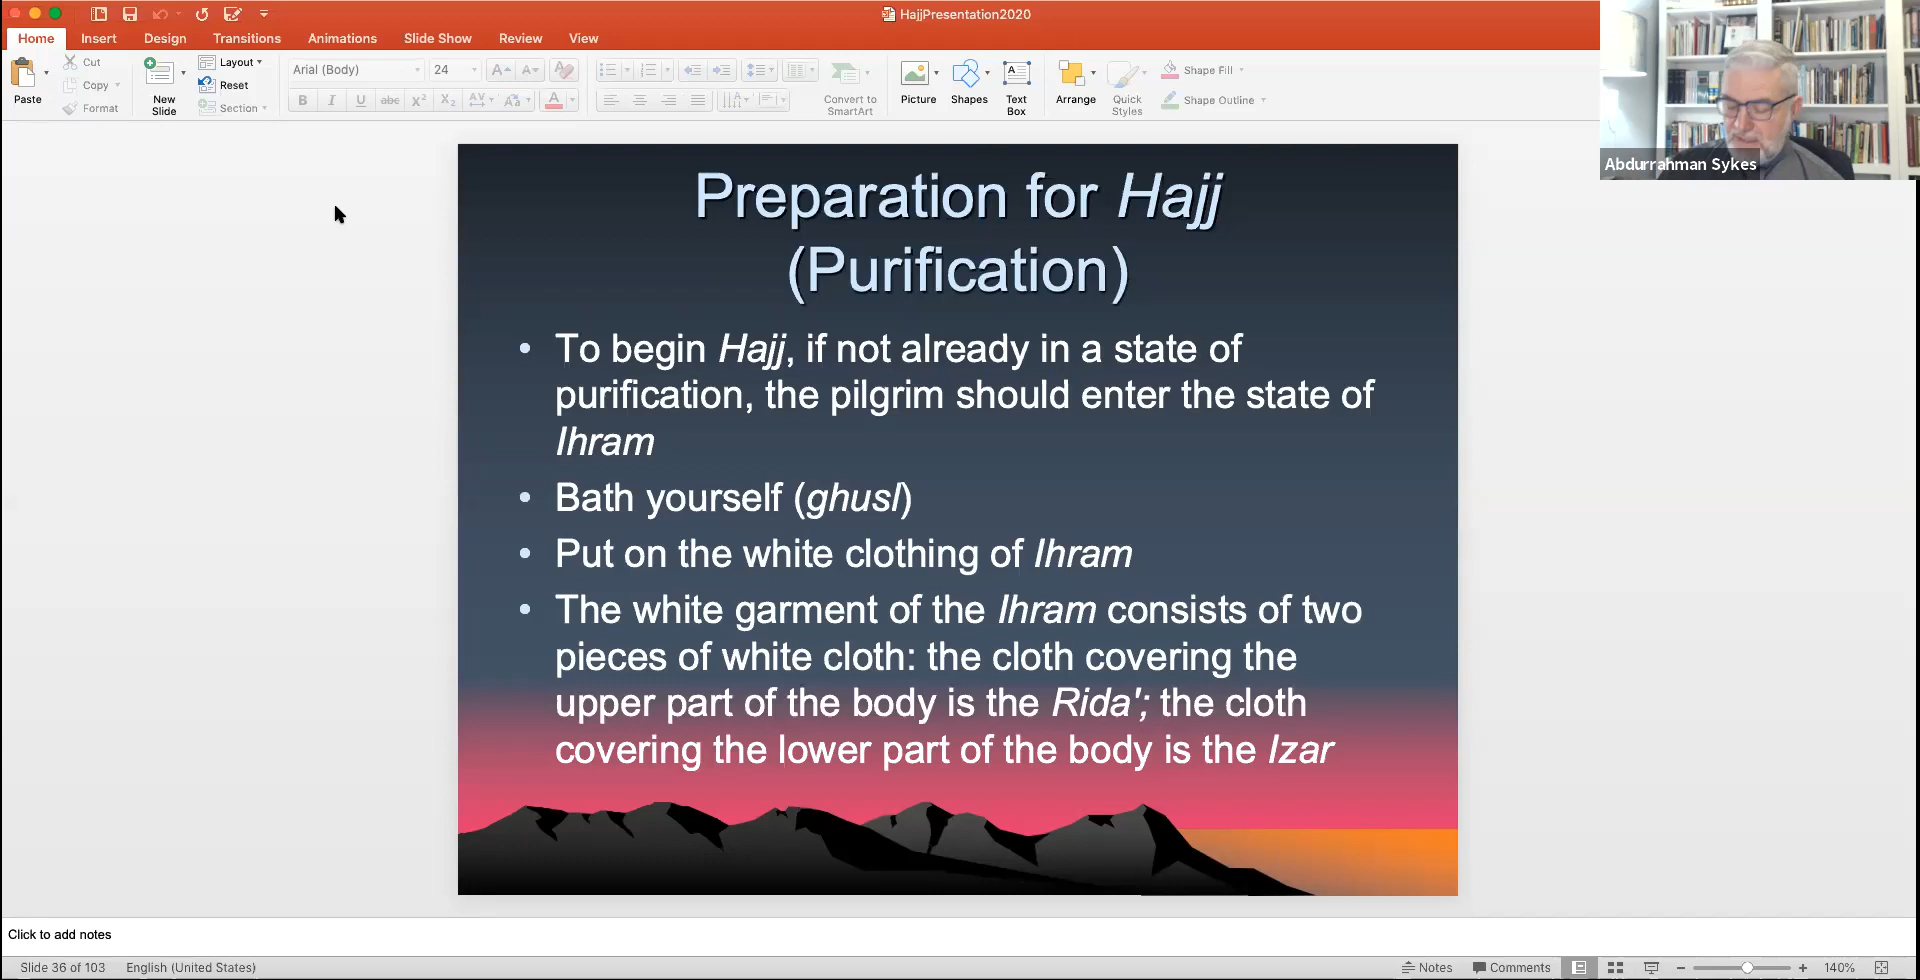 HajjPresentation2020
Home Insert Design Transitions Animations Slide Show Review View
Paste
Cut
Copy
Format
New
Slide
Layout
Reset
Section
Arial (Body) 24
A A
B I U abc X² X₂ AV Aa A
Convert to
SmartArt
Picture
Shapes
A
Text
Box
Arrange
Quick
Styles
Shape Fill
Shape Outline
Abdurrahman Sykes
Preparation for Hajj
(Purification)
• To begin Hajj, if not already in a state of
purification, the pilgrim should enter the state of
Ihram
• Bath yourself (ghusl)
• Put on the white clothing of Ihram
• The white garment of the Ihram consists of two
pieces of white cloth: the cloth covering the
upper part of the body is the Rida'; the cloth
covering the lower part of the body is the Izar
Click to add notes
Slide 36 of 103 English (United States) Notes Comments 140%